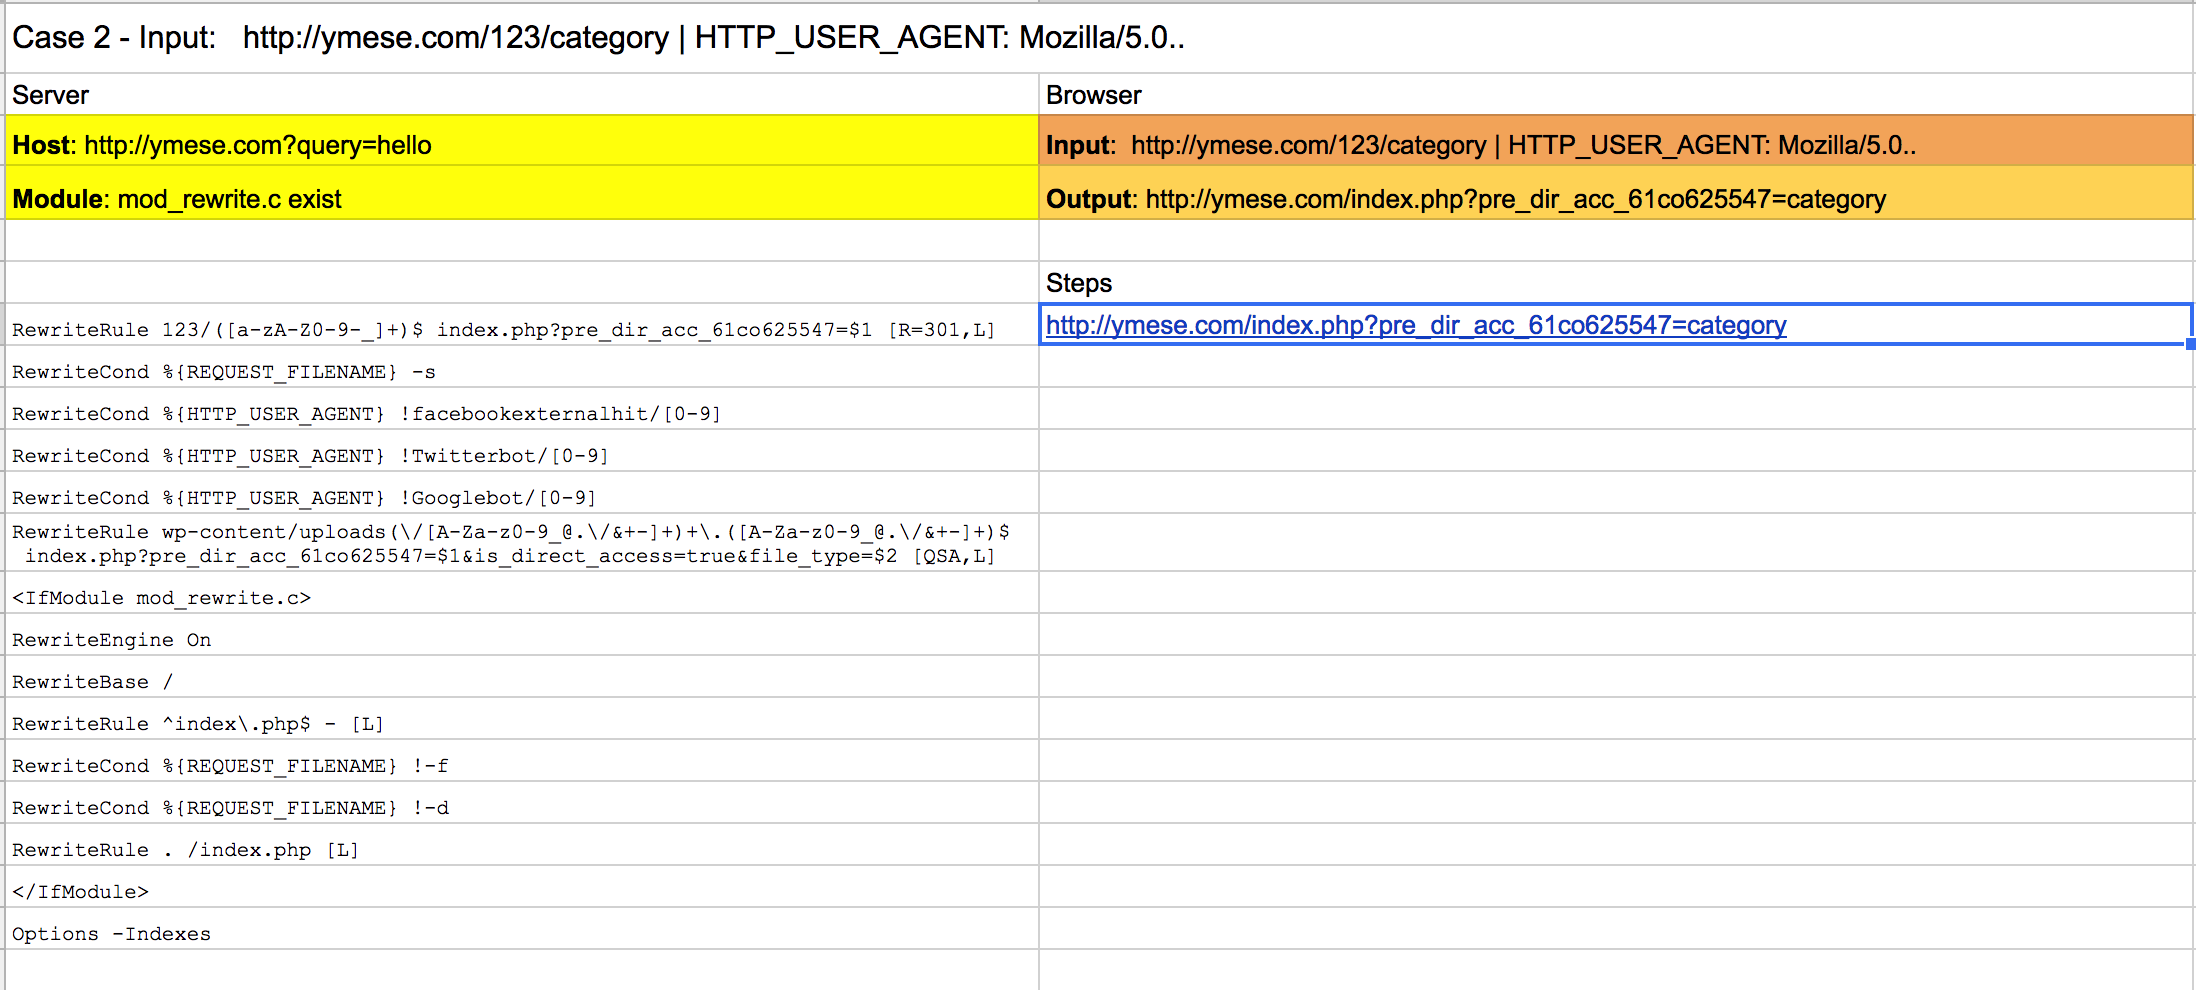 Case 2 - Input: http://ymese.com/123/category | HTTP_USER_AGENT: Mozilla/5.0..
Server
Browser
Host: http://ymese.com?query=hello
Input: http://ymese.com/123/category | HTTP_USER_AGENT: Mozilla/5.0..
Module: mod_rewrite.c exist
Output: http://ymese.com/index.php?pre_dir_acc_61co625547=category
Steps
RewriteRule 123/([a-zA-Z0-9-_]+)$ index.php?pre_dir_acc_61co625547=$1 [R=301,L]
http://ymese.com/index.php?pre_dir_acc_61co625547=category
RewriteCond %{REQUEST_FILENAME} -s
RewriteCond %{HTTP_USER_AGENT} !facebookexternalhit/[0-9]
RewriteCond %{HTTP_USER_AGENT} !Twitterbot/[0-9]
RewriteCond %{HTTP_USER_AGENT} !Googlebot/[0-9]
RewriteRule wp-content/uploads(\/[A-Za-z0-9_@.\/&+-]+)+\.([A-Za-z0-9_@.\/&+-]+)$
index.php?pre_dir_acc_61co625547=$1&is_direct_access=true&file_type=$2 [QSA,L]
<IfModule mod_rewrite.c>
RewriteEngine On
RewriteBase /
RewriteRule ^index\.php$ - [L]
RewriteCond %{REQUEST_FILENAME} !-f
RewriteCond %{REQUEST_FILENAME} !-d
RewriteRule . /index.php [L]
</IfModule>
Options -Indexes